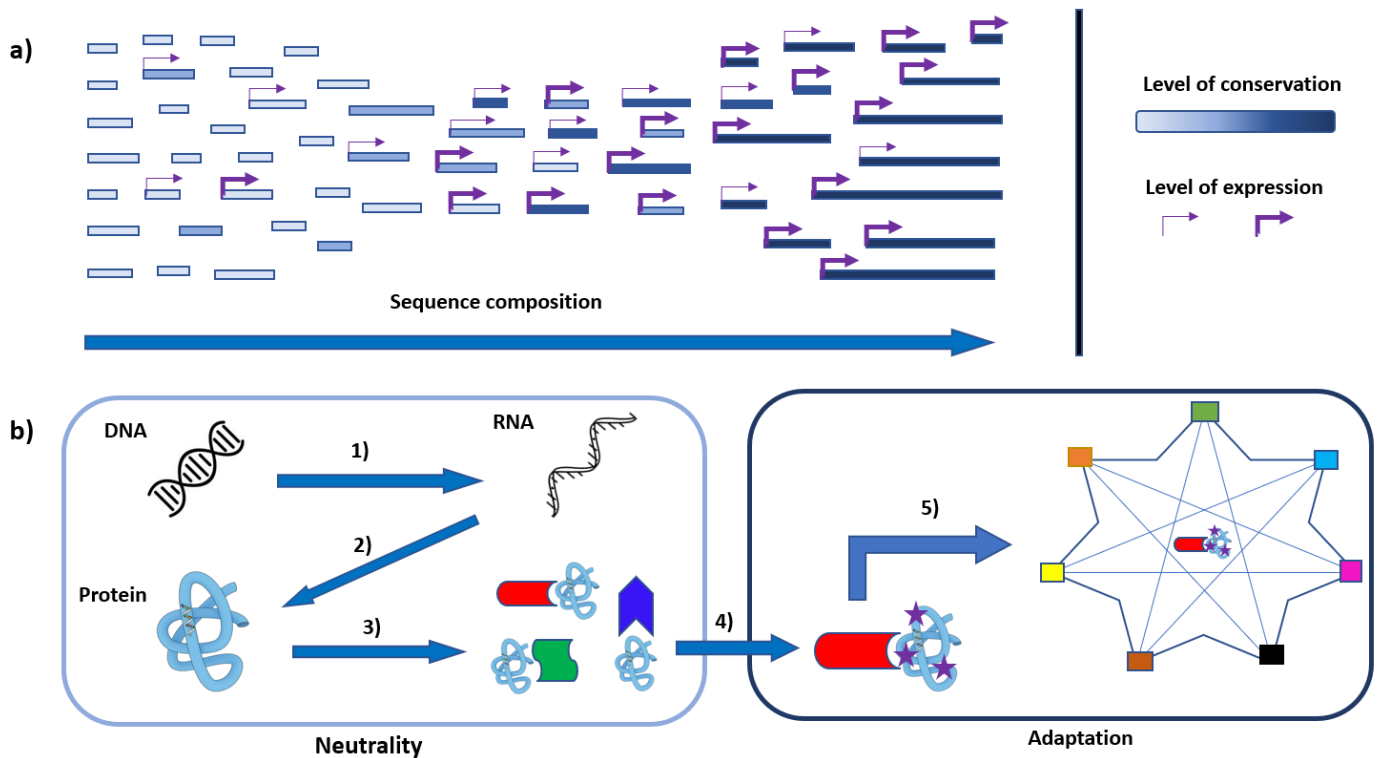 a)
Level of conservation
Level of expression
Sequence composition
b)
DNA
RNA
1)
2)
Protein
3)
4)
5)
Neutrality
Adaptation